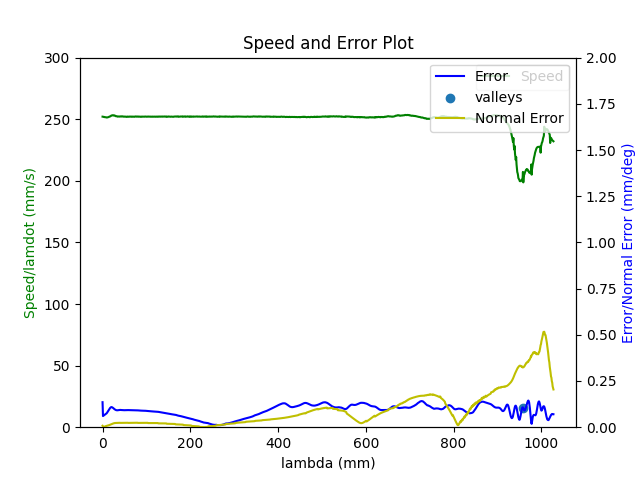 Speed and Error Plot
300
250
200
150
100
50
0
2.00
1.75
1.50
1.25
1.00
0.75
0.50
0.25
0.00
0
200
400
600
800
1000
lambda (mm)
Speed/lamdot (mm/s)
Error/Normal Error (mm/deg)
Error
Speed
valleys
Normal Error